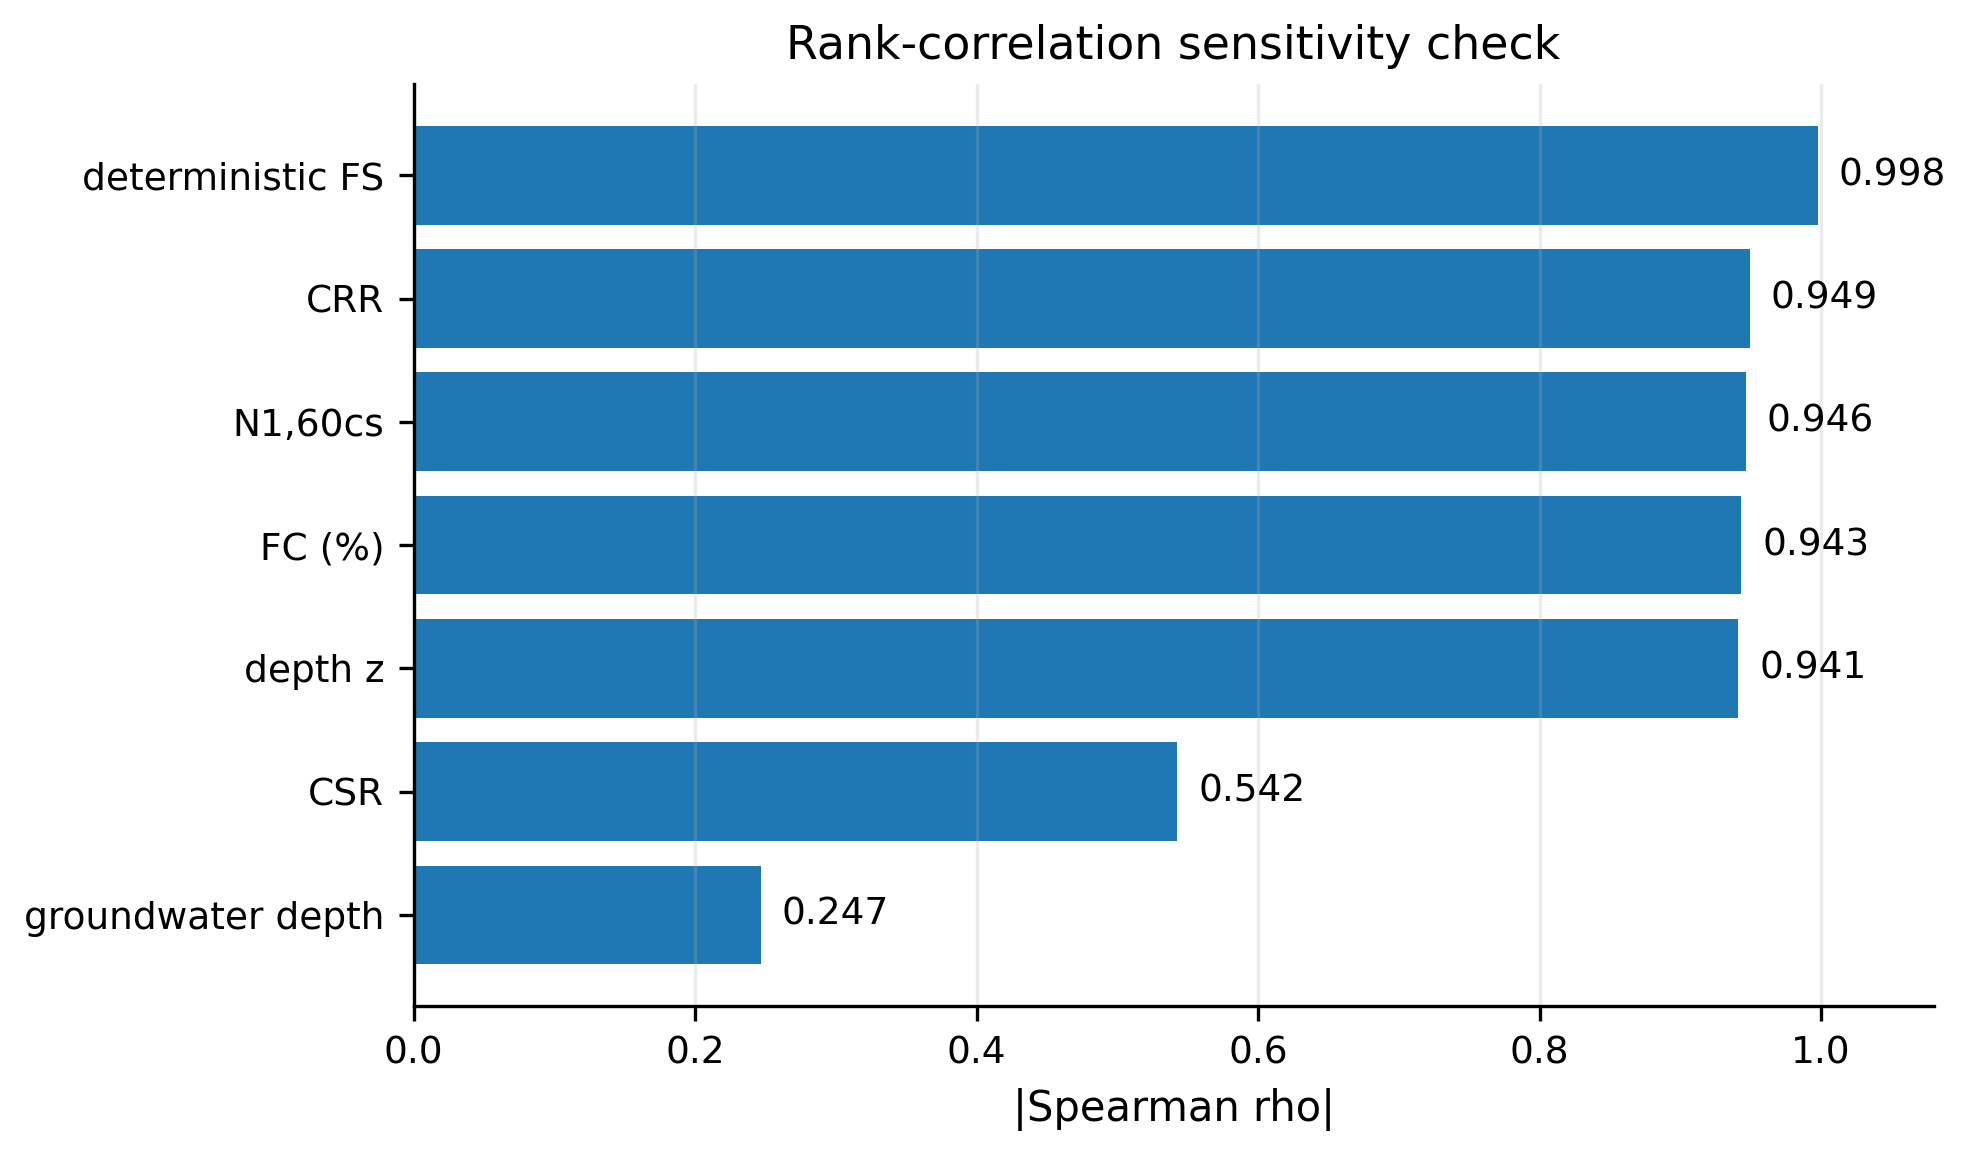 Rank-correlation sensitivity check
deterministic FS 0.998
CRR 0.949
N1,60cs 0.946
FC (%) 0.943
depth z 0.941
CSR 0.542
groundwater depth 0.247
0.0 0.2 0.4 0.6 0.8 1.0
|Spearman rho|